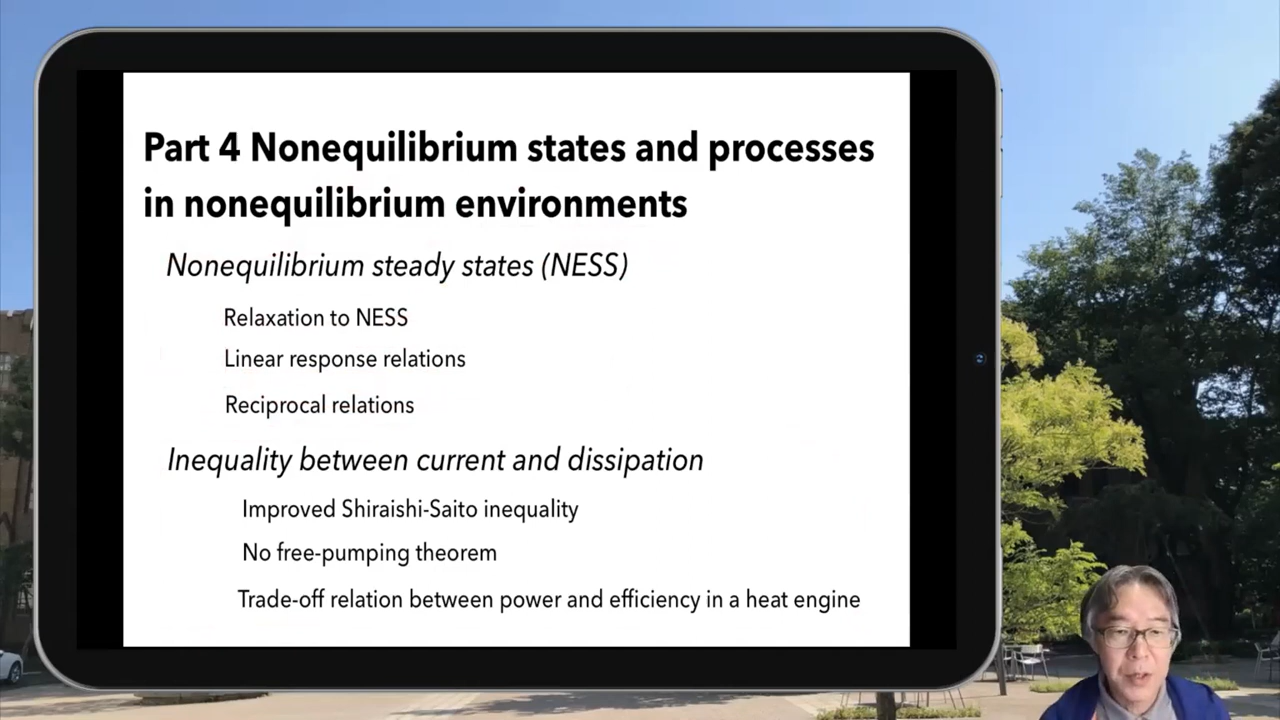 Part 4 Nonequilibrium states and processes
in nonequilibrium environments
Nonequilibrium steady states (NESS)
Relaxation to NESS
Linear response relations
Reciprocal relations
Inequality between current and dissipation
Improved Shiraishi-Saito inequality
No free-pumping theorem
Trade-off relation between power and efficiency in a heat engine